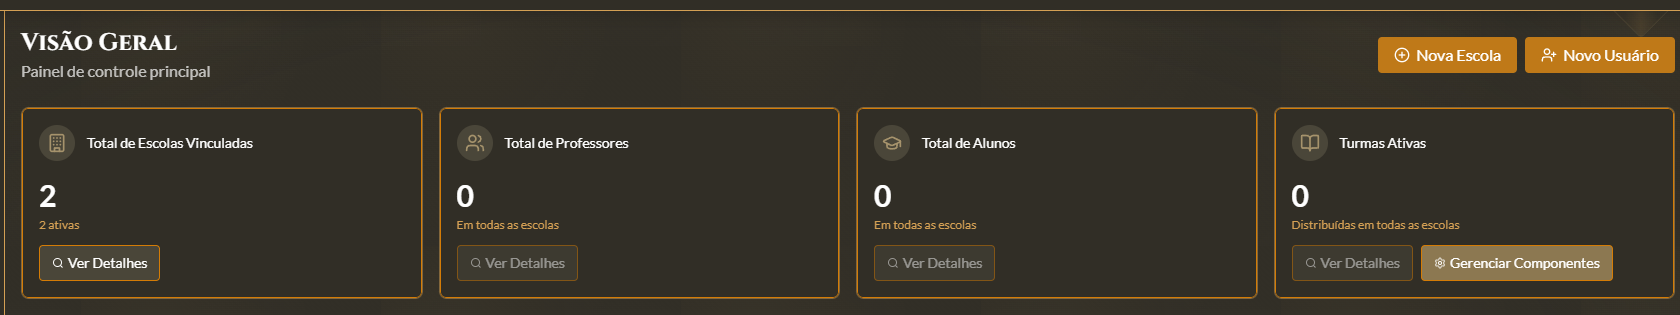 Visão Geral
Painel de controle principal
Nova Escola
Novo Usuário
Total de Escolas Vinculadas
2
2 ativas
Ver Detalhes
Total de Professores
0
Em todas as escolas
Ver Detalhes
Total de Alunos
0
Em todas as escolas
Ver Detalhes
Turmas Ativas
0
Distribuídas em todas as escolas
Ver Detalhes
Gerenciar Componentes